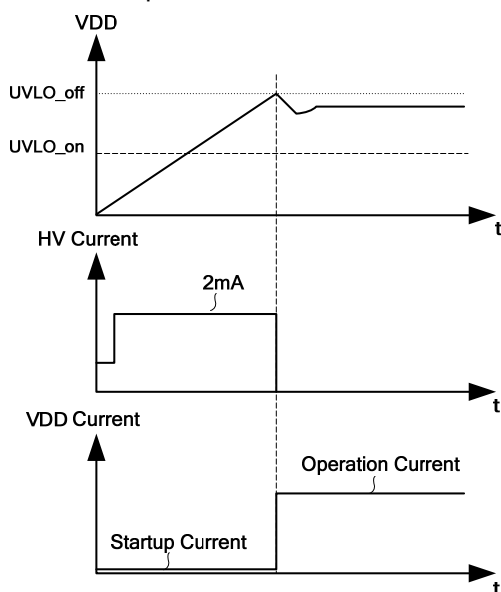 VDD
UVLO_off
UVLO_on
t
HV Current
2mA
t
VDD Current
Operation Current
Startup Current
t